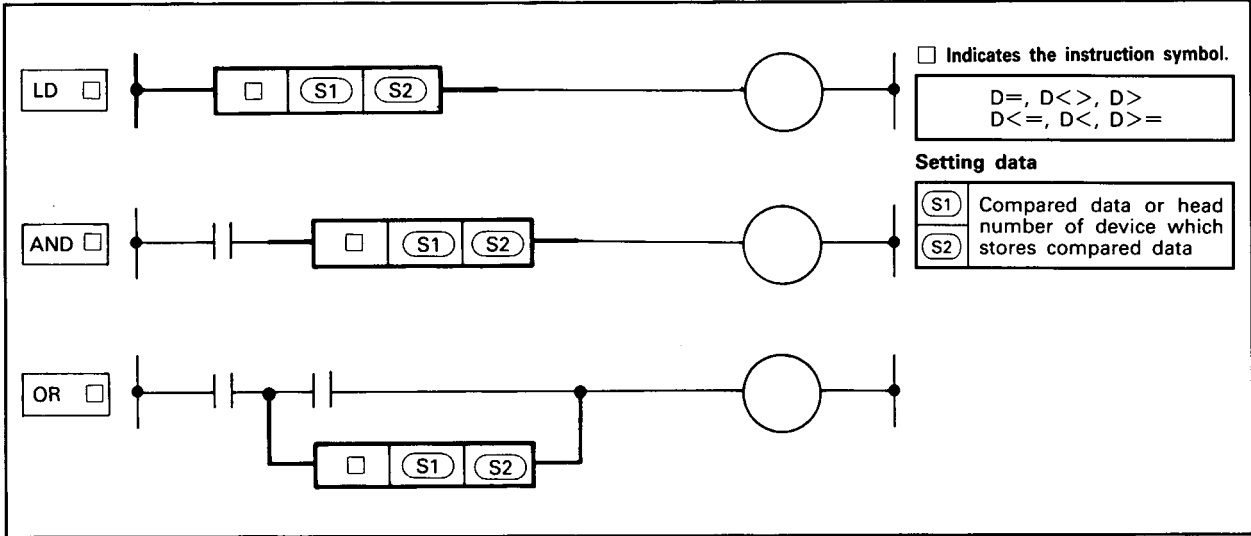 LD □
□ S1 S2
□ Indicates the instruction symbol.
D=, D<>, D>
D<=, D<, D>=
Setting data
S1
S2
Compared data or head
number of device which
stores compared data
AND □
□ S1 S2
OR □
□ S1 S2